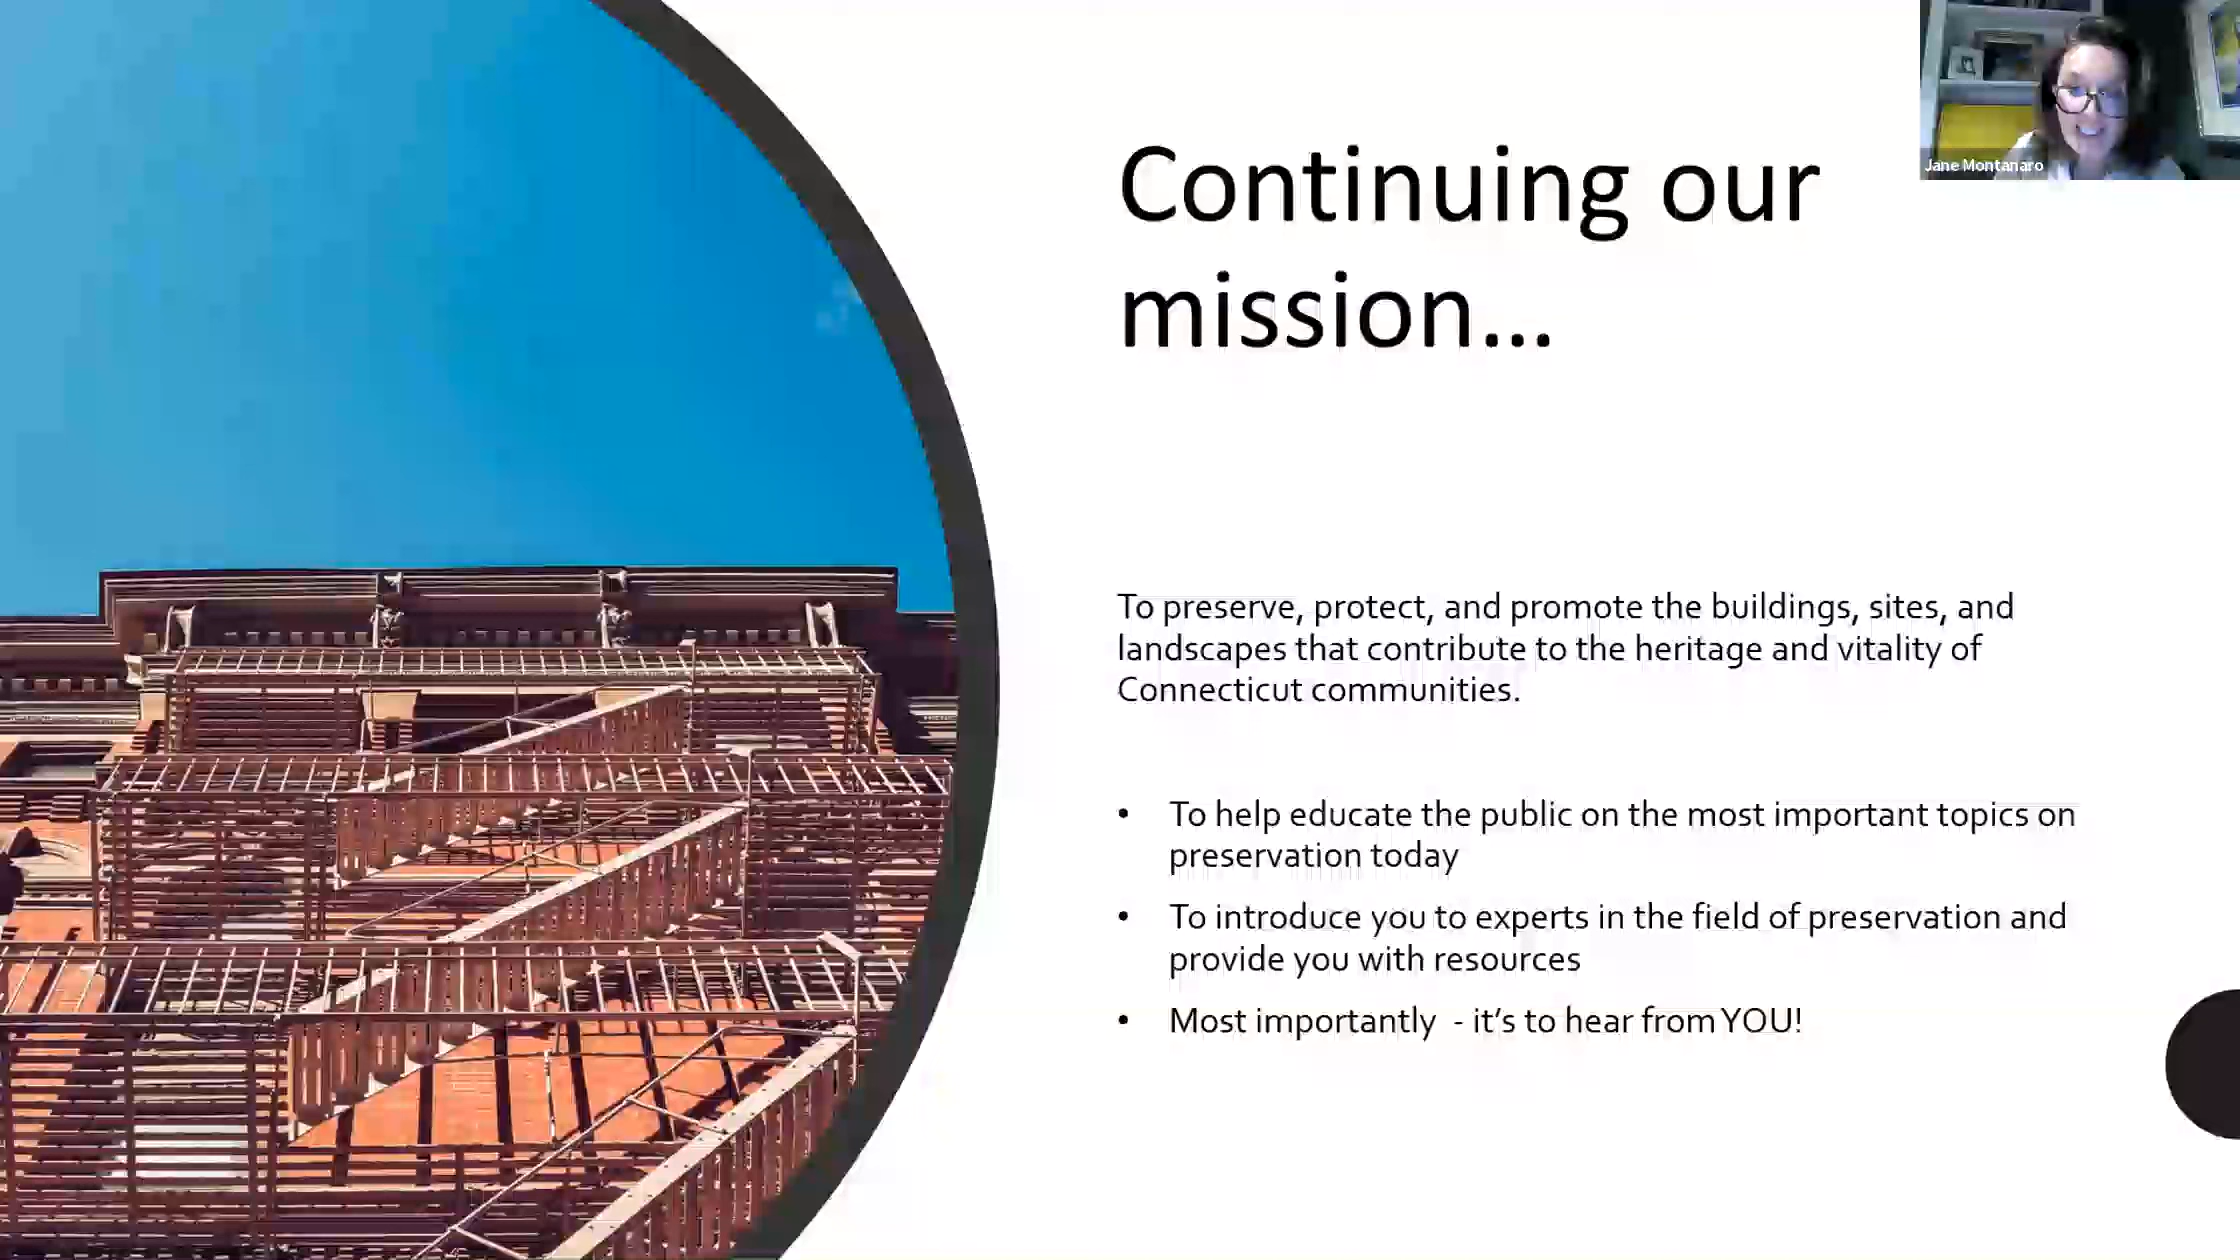 Jane Montanaro
Continuing our
mission...
To preserve, protect, and promote the buildings, sites, and
landscapes that contribute to the heritage and vitality of
Connecticut communities.
• To help educate the public on the most important topics on
preservation today
• To introduce you to experts in the field of preservation and
provide you with resources
• Most importantly - it's to hear from YOU!